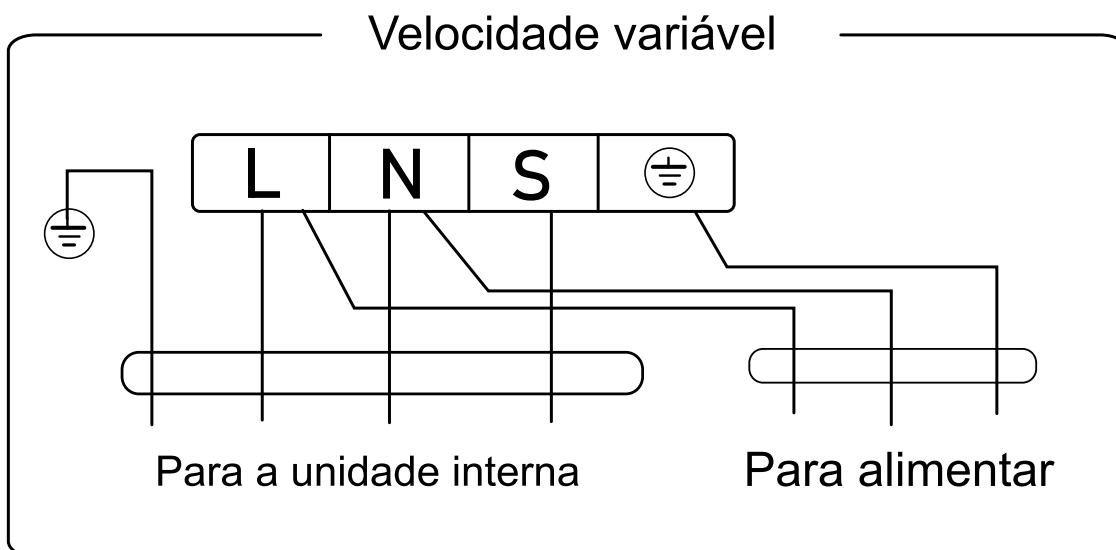 Velocidade variável
L N S
Para a unidade interna
Para alimentar